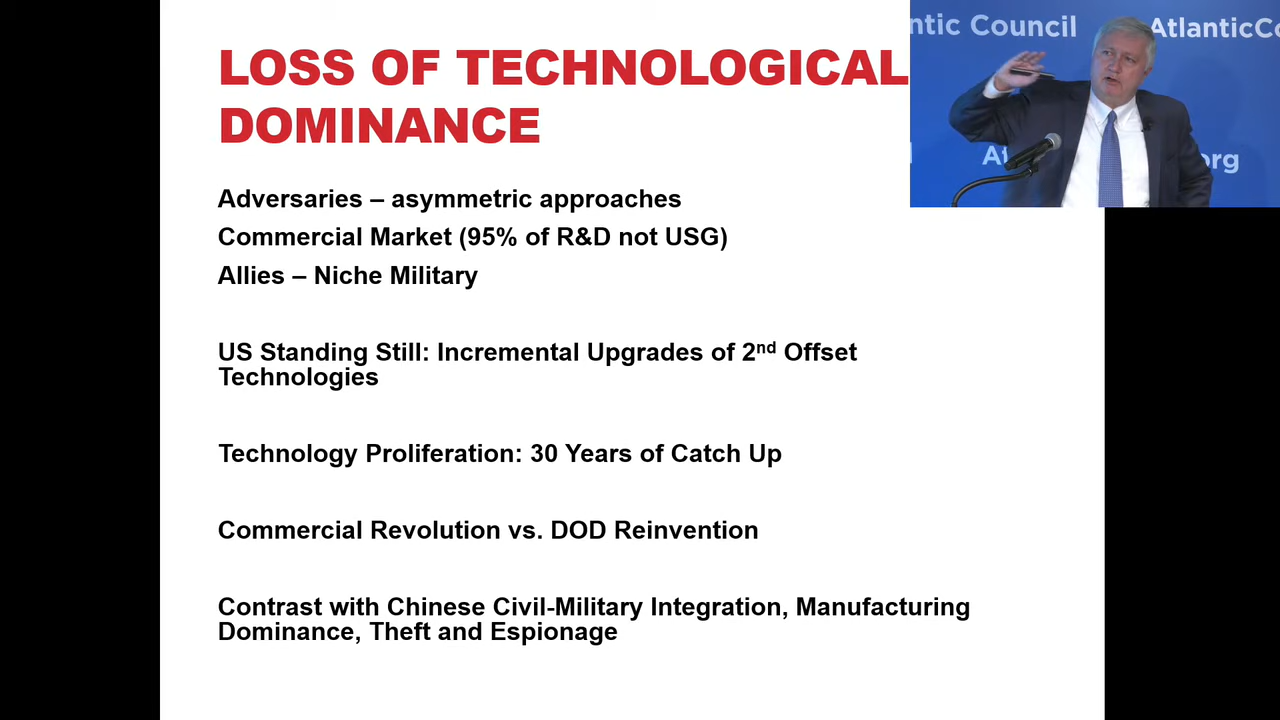 LOSS OF TECHNOLOGICAL
DOMINANCE
Adversaries – asymmetric approaches
Commercial Market (95% of R&D not USG)
Allies – Niche Military
US Standing Still: Incremental Upgrades of 2nd Offset
Technologies
Technology Proliferation: 30 Years of Catch Up
Commercial Revolution vs. DOD Reinvention
Contrast with Chinese Civil-Military Integration, Manufacturing
Dominance, Theft and Espionage
ntic Council
AtlanticCo
At
org